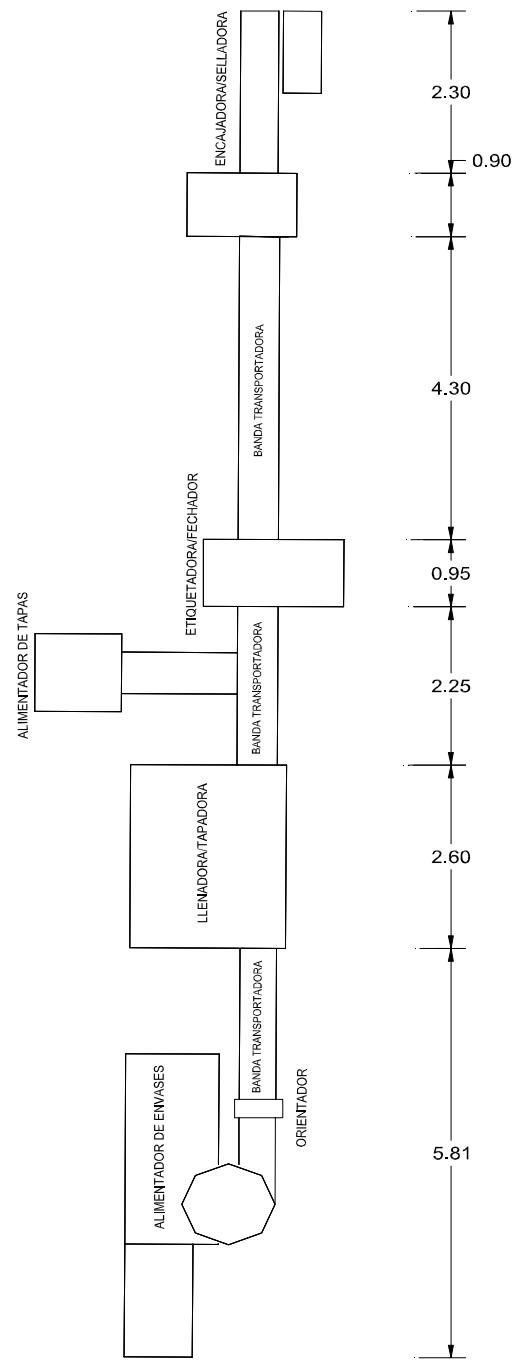 ENCAJADORA/SELLADORA
2.30
0.90
BANDA TRANSPORTADORA
4.30
ETIQUETADORA/FECHADOR
0.95
ALIMENTADOR DE TAPAS
BANDA TRANSPORTADORA
2.25
LLENADORA/TAPADORA
2.60
BANDA TRANSPORTADORA
ALIMENTADOR DE ENVASES
ORIENTADOR
5.81